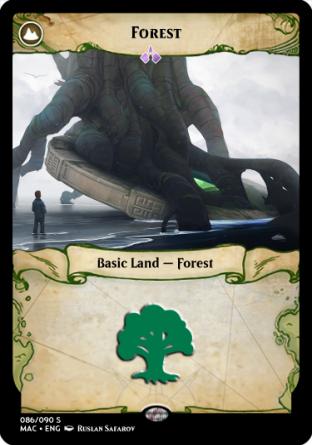 Forest
Basic Land — Forest
086/090 S
MAC • ENG Ruslan Safarov